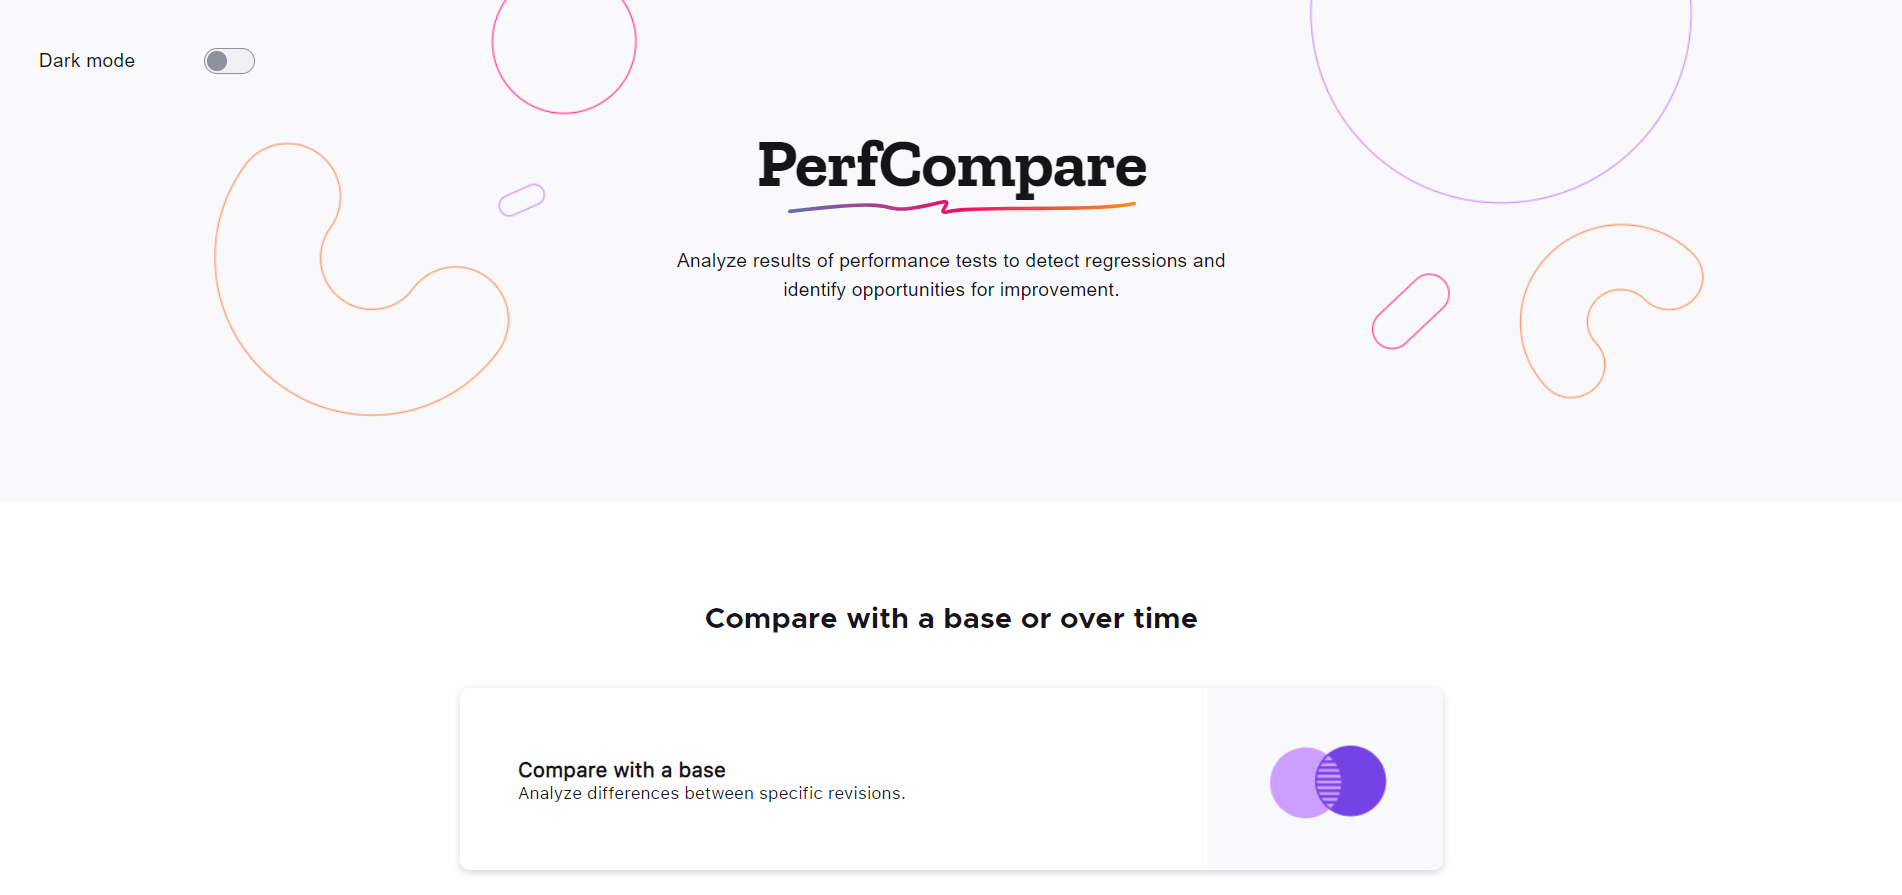 Dark mode
PerfCompare
Analyze results of performance tests to detect regressions and
identify opportunities for improvement.
Compare with a base or over time
Compare with a base
Analyze differences between specific revisions.